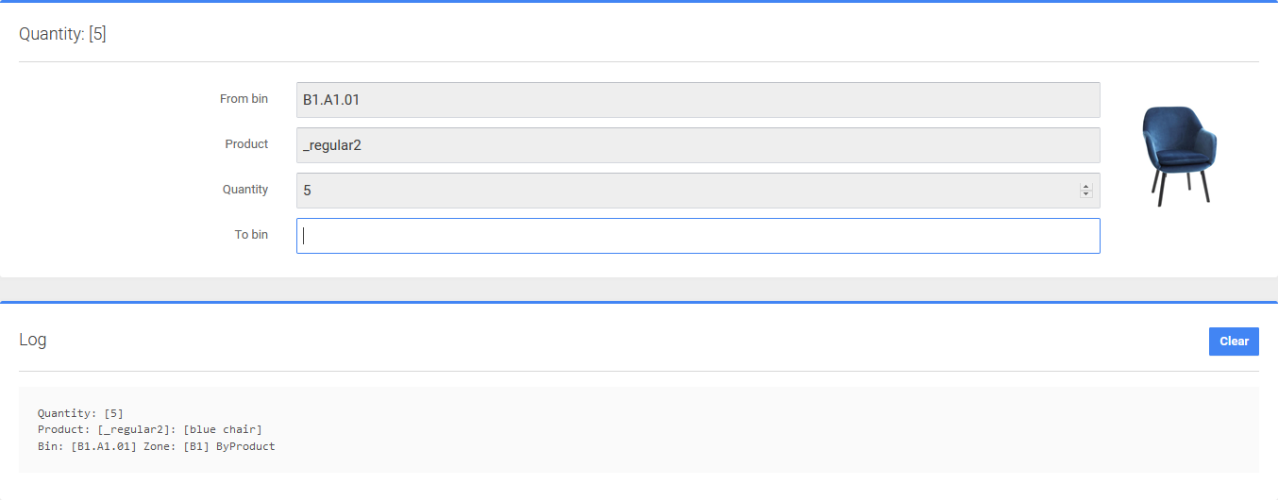 Quantity: [5]
From bin
B1.A1.01
Product
_regular2
Quantity
5
To bin
Log
Clear
Quantity: [5]
Product: [_regular2]: [blue chair]
Bin: [B1.A1.01] Zone: [B1] ByProduct